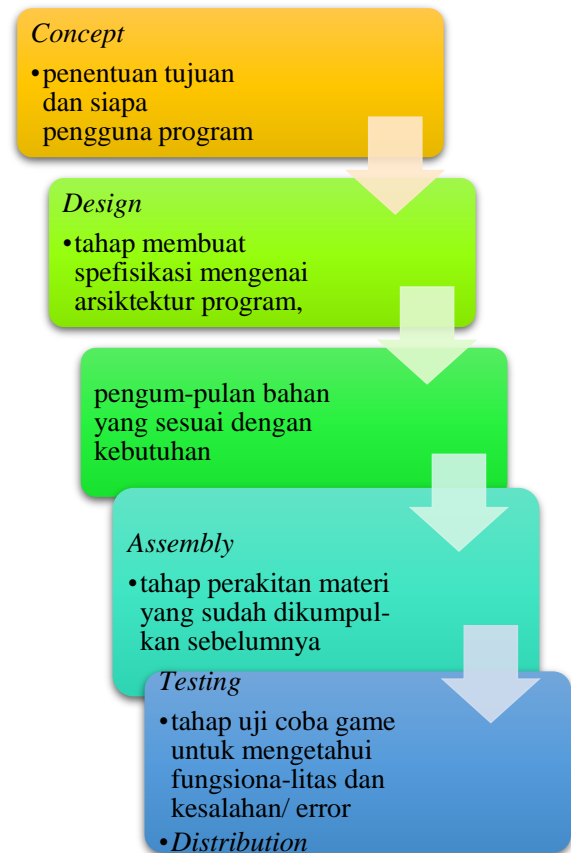 Concept
•penentuan tujuan
dan siapa
pengguna program
Design
•tahap membuat
spefisikasi mengenai
arsiktektur program,
pengum-pulan bahan
yang sesuai dengan
kebutuhan
Assembly
•tahap perakitan materi
yang sudah dikumpul-
kan sebelumnya
Testing
•tahap uji coba game
untuk mengetahui
fungsiona-litas dan
kesalahan/ error
•Distribution